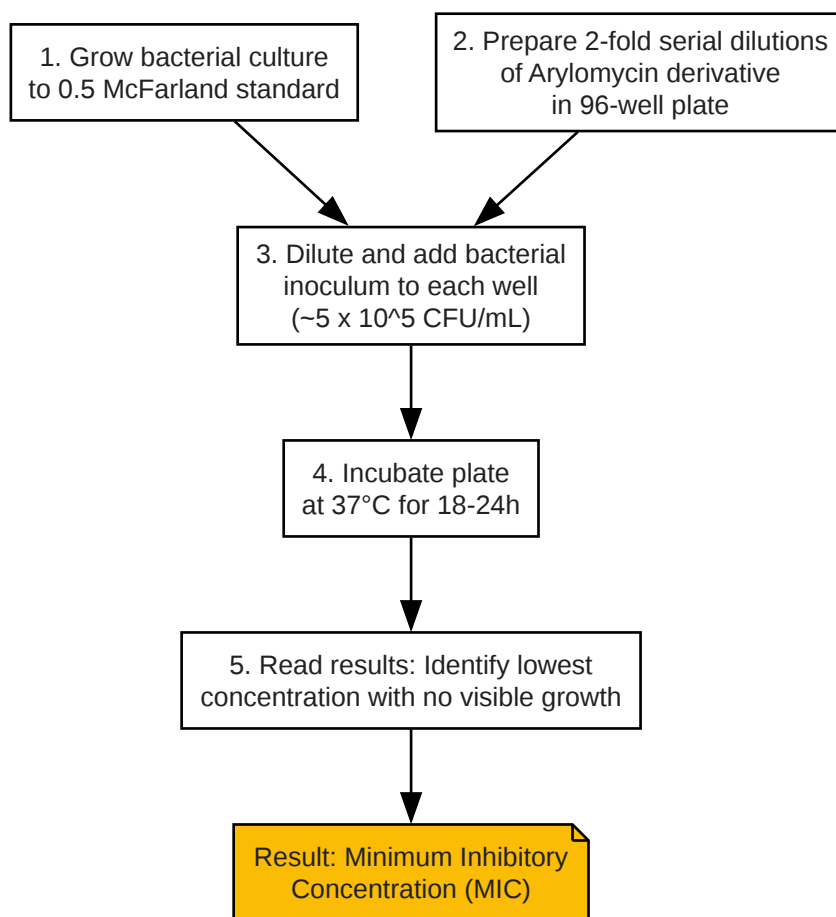 1. Grow bacterial culture
to 0.5 McFarland standard
2. Prepare 2-fold serial dilutions
of Arylomycin derivative
in 96-well plate
3. Dilute and add bacterial
inoculum to each well
(~5 x 10^5 CFU/mL)
4. Incubate plate
at 37°C for 18-24h
5. Read results: Identify lowest
concentration with no visible growth
Result: Minimum Inhibitory
Concentration (MIC)